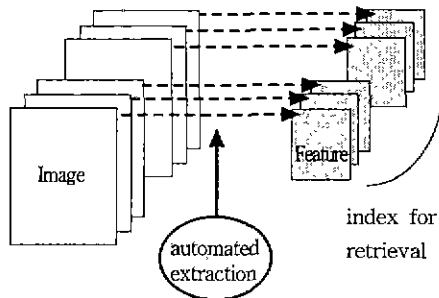 Image
Feature
automated
extraction
index for
retrieval